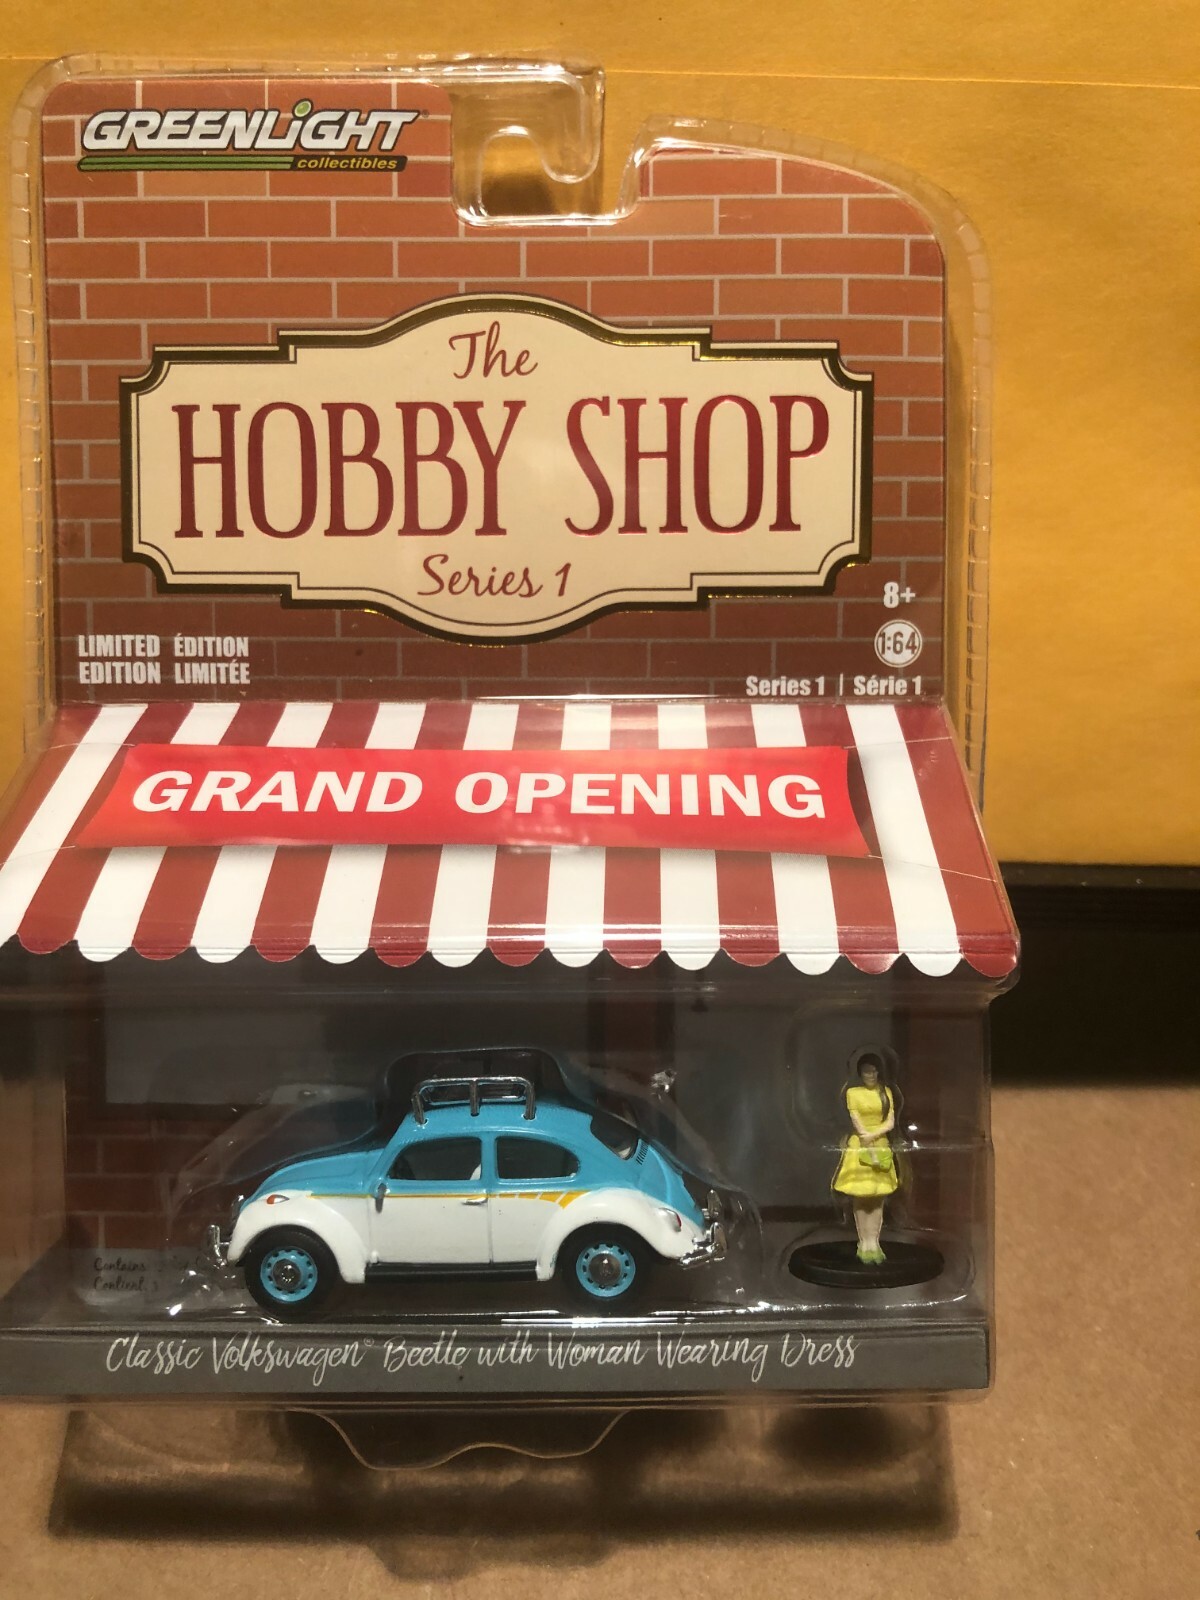 GREENLiGHT
collectibles
The
HOBBY SHOP
Series 1
8+
1:64
LIMITED EDITION
ÉDITION LIMITÉE
Series 1 | Série 1
GRAND OPENING
Contains
Contient
Classic Volkswagen® Beetle with Woman Wearing Dress